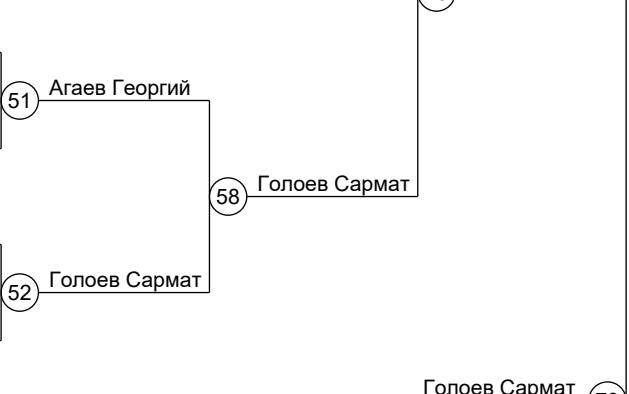 51 Агаев Георгий
58 Голоев Сармат
52 Голоев Сармат
Голоев Сармат